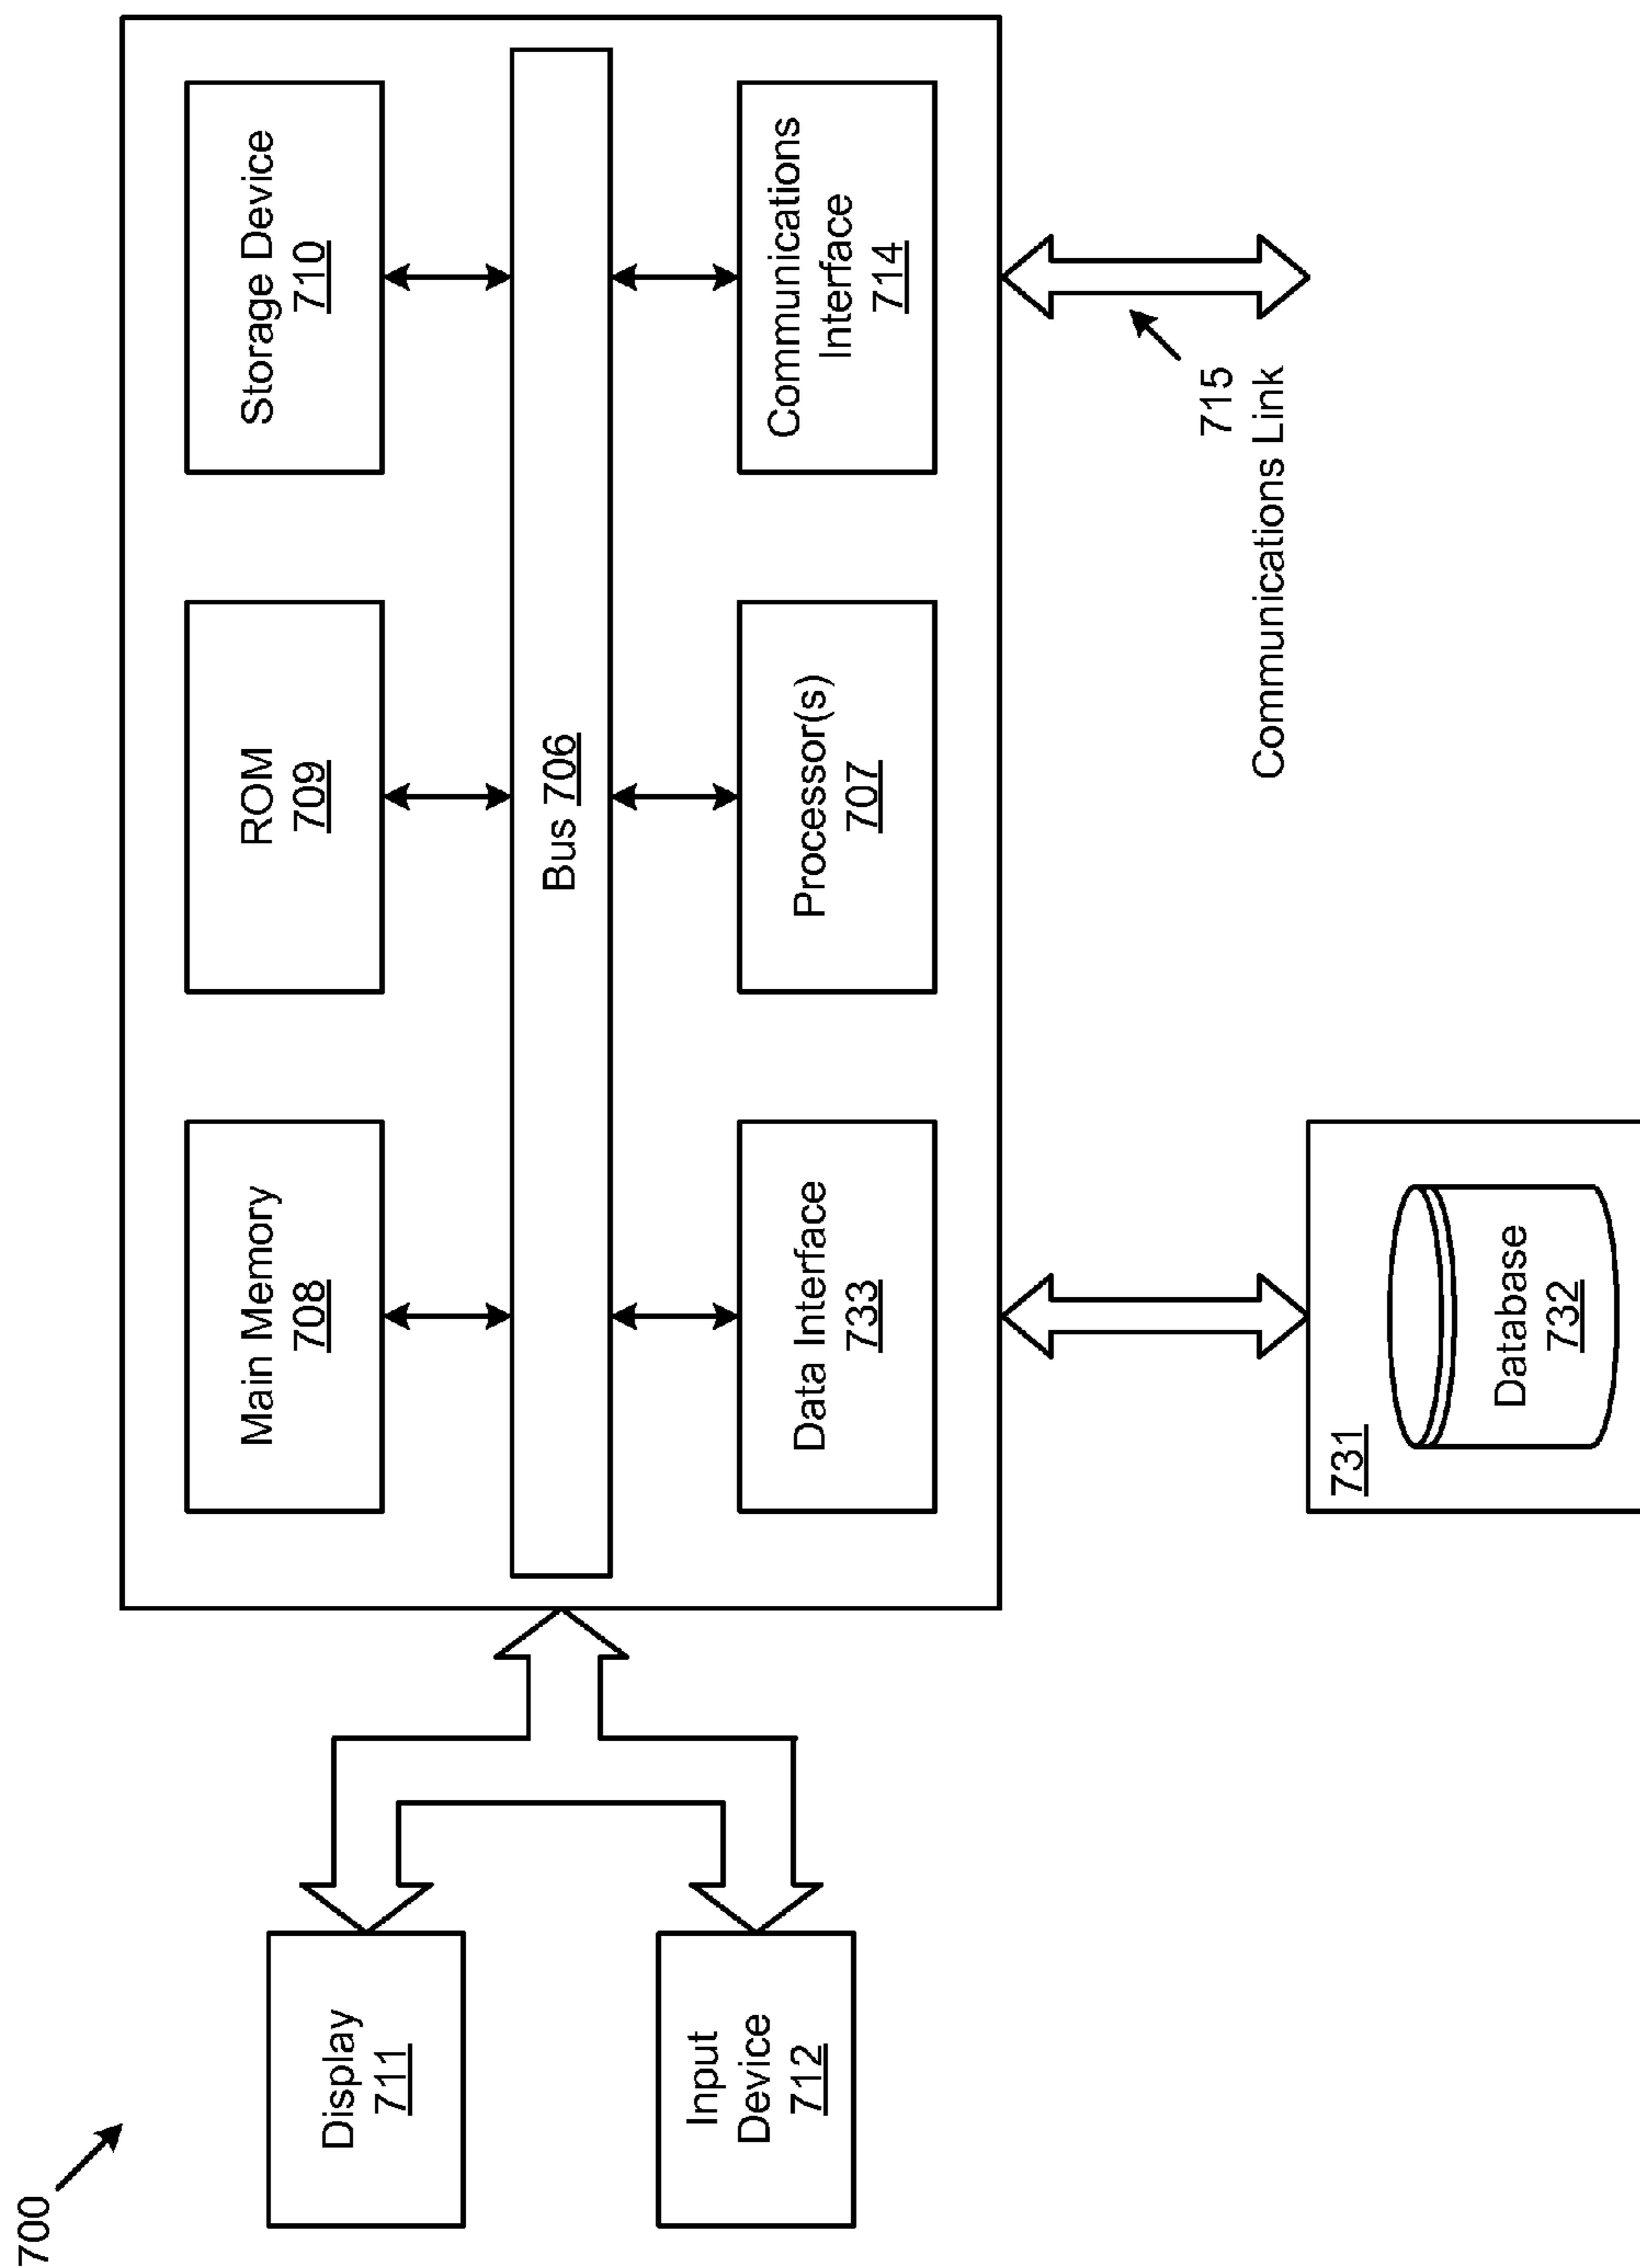 700
Display
711
Input
Device
712
Main Memory
708
ROM
709
Storage Device
710
Bus 706
Data Interface
733
Processor(s)
707
Communications
Interface
714
715
Communications Link
731
Database
732